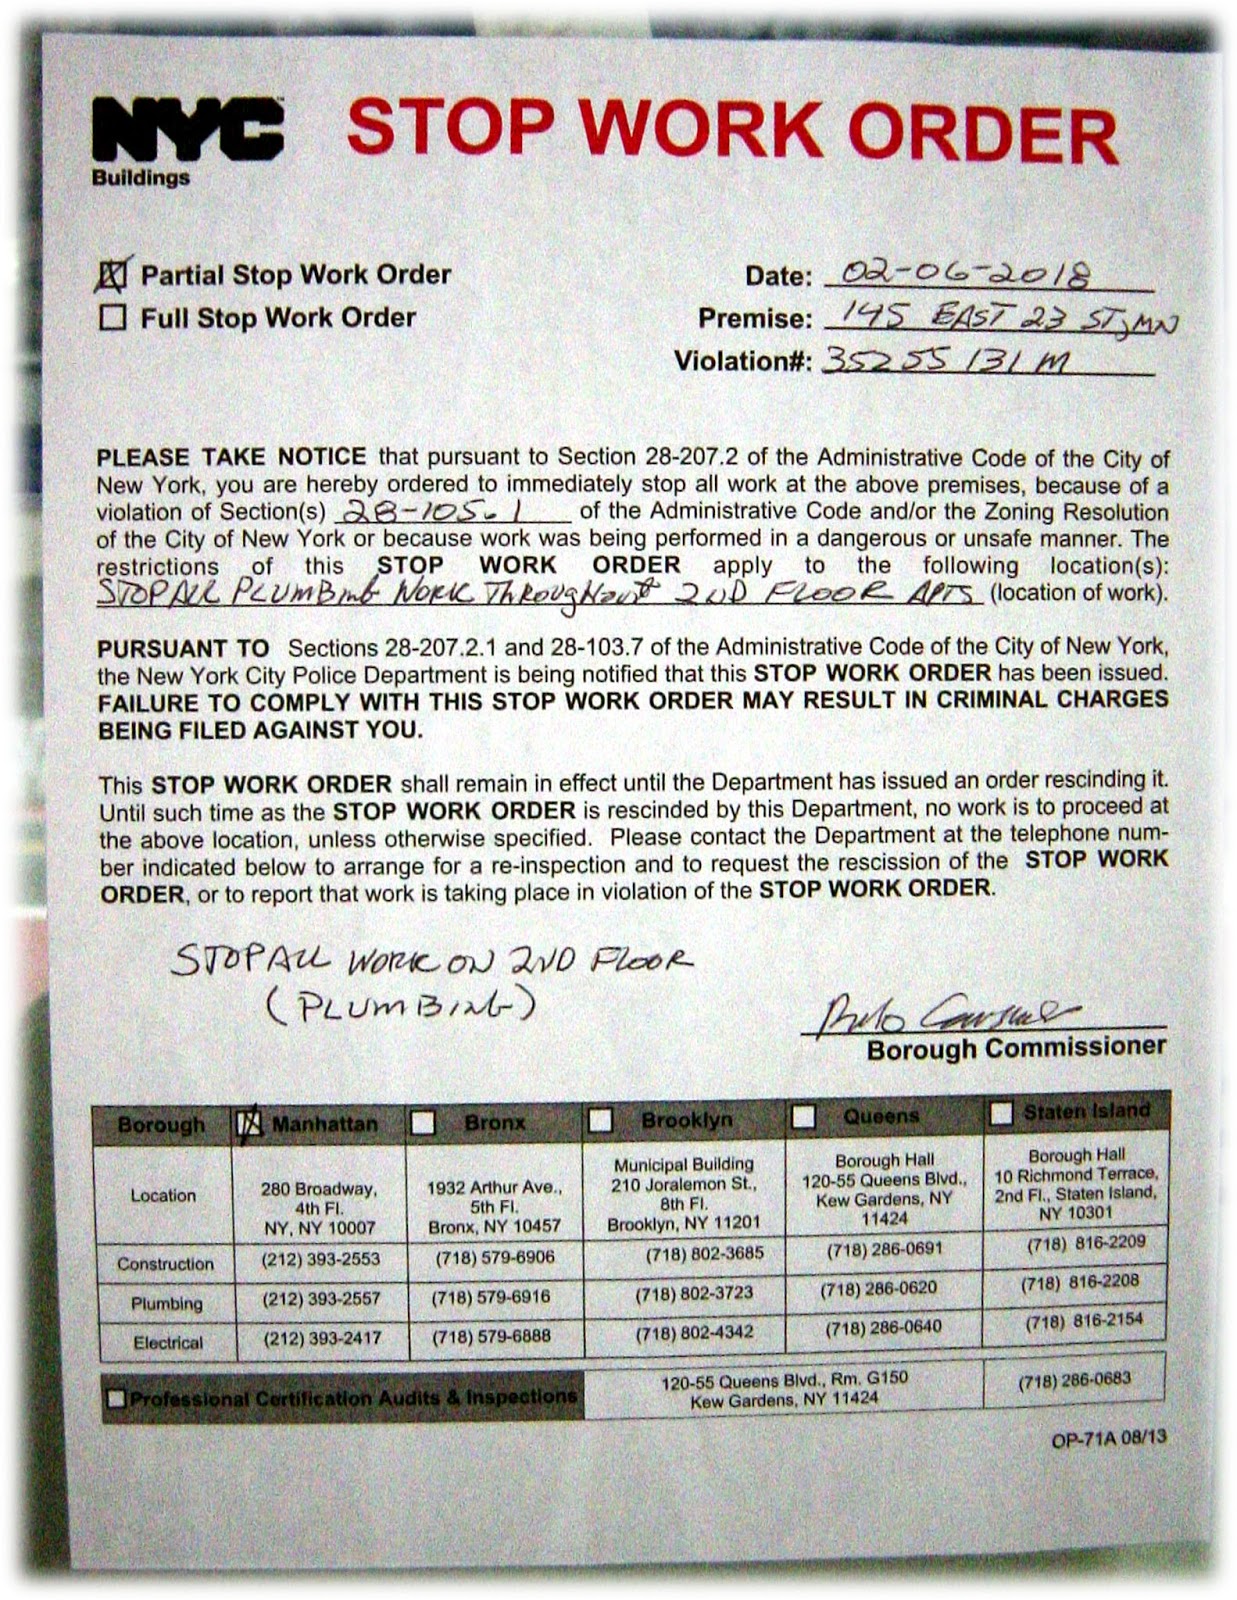 NYC
Buildings
STOP WORK ORDER
Partial Stop Work Order
Full Stop Work Order
Date: 02-06-2018
Premise: 145 EAST 23 ST, MN
Violation#: 35255131M
PLEASE TAKE NOTICE that pursuant to Section 28-207.2 of the Administrative Code of the City of
New York, you are hereby ordered to immediately stop all work at the above premises, because of a
violation of Section(s) 28-105.1 of the Administrative Code and/or the Zoning Resolution
of the City of New York or because work was being performed in a dangerous or unsafe manner. The
restrictions of this STOP WORK ORDER apply to the following location(s):
STOP ALL PLUMBING WORK THROUGHOUT 2ND FLOOR APTS (location of work).
PURSUANT TO Sections 28-207.2.1 and 28-103.7 of the Administrative Code of the City of New York,
the New York City Police Department is being notified that this STOP WORK ORDER has been issued.
FAILURE TO COMPLY WITH THIS STOP WORK ORDER MAY RESULT IN CRIMINAL CHARGES
BEING FILED AGAINST YOU.
This STOP WORK ORDER shall remain in effect until the Department has issued an order rescinding it.
Until such time as the STOP WORK ORDER is rescinded by this Department, no work is to proceed at
the above location, unless otherwise specified. Please contact the Department at the telephone num-
ber indicated below to arrange for a re-inspection and to request the rescission of the STOP WORK
ORDER, or to report that work is taking place in violation of the STOP WORK ORDER.
STOP ALL WORK ON 2ND FLOOR
(PLUMBING)
Borough Commissioner
Borough Manhattan Bronx Brooklyn Queens Staten Island
Location
280 Broadway,
4th Fl.
NY, NY 10007
1932 Arthur Ave.,
5th Fl.
Bronx, NY 10457
Municipal Building
210 Joralemon St.,
8th Fl.
Brooklyn, NY 11201
Borough Hall
120-55 Queens Blvd.,
Kew Gardens, NY
11424
Borough Hall
10 Richmond Terrace,
2nd Fl., Staten Island,
NY 10301
Construction (212) 393-2553 (718) 579-6906 (718) 802-3685 (718) 286-0691 (718) 816-2209
Plumbing (212) 393-2557 (718) 579-6916 (718) 802-3723 (718) 286-0620 (718) 816-2208
Electrical (212) 393-2417 (718) 579-6888 (718) 802-4342 (718) 286-0640 (718) 816-2154
Professional Certification Audits & Inspections
120-55 Queens Blvd., Rm. G150
Kew Gardens, NY 11424
(718) 286-0683
OP-71A 08/13